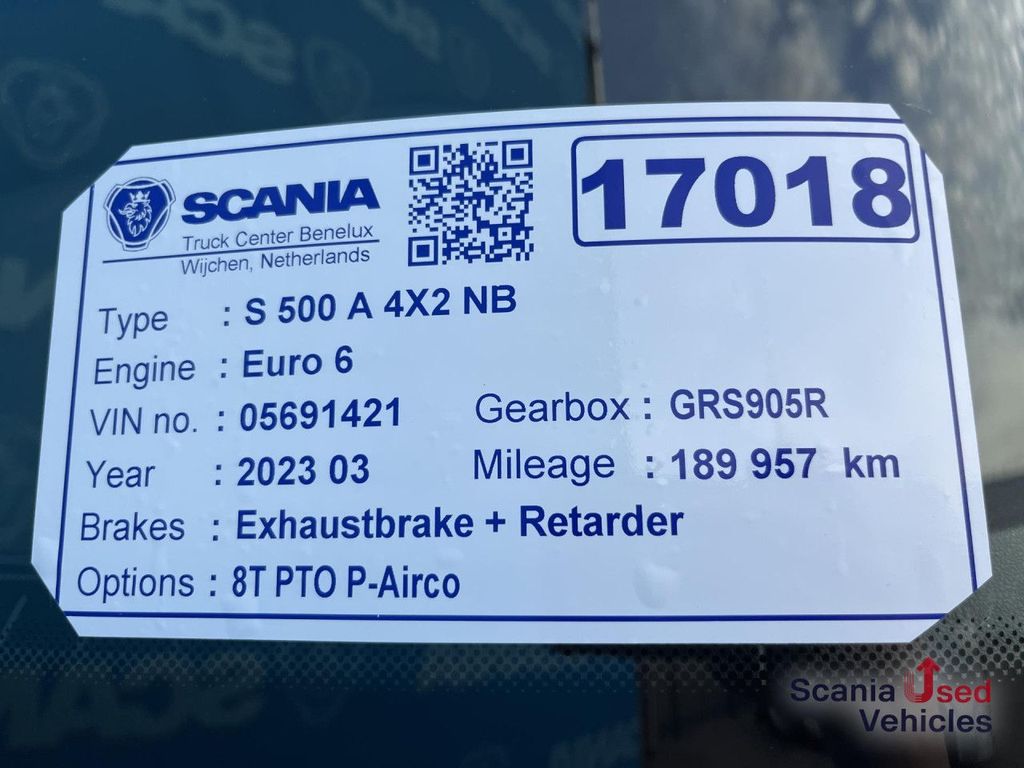 SCANIA
Truck Center Benelux
Wijchen, Netherlands
17018
Type : S 500 A 4X2 NB
Engine : Euro 6
VIN no. : 05691421 Gearbox : GRS905R
Year : 2023 03 Mileage : 189 957 km
Brakes : Exhaustbrake + Retarder
Options : 8T PTO P-Airco
Scania Used
Vehicles